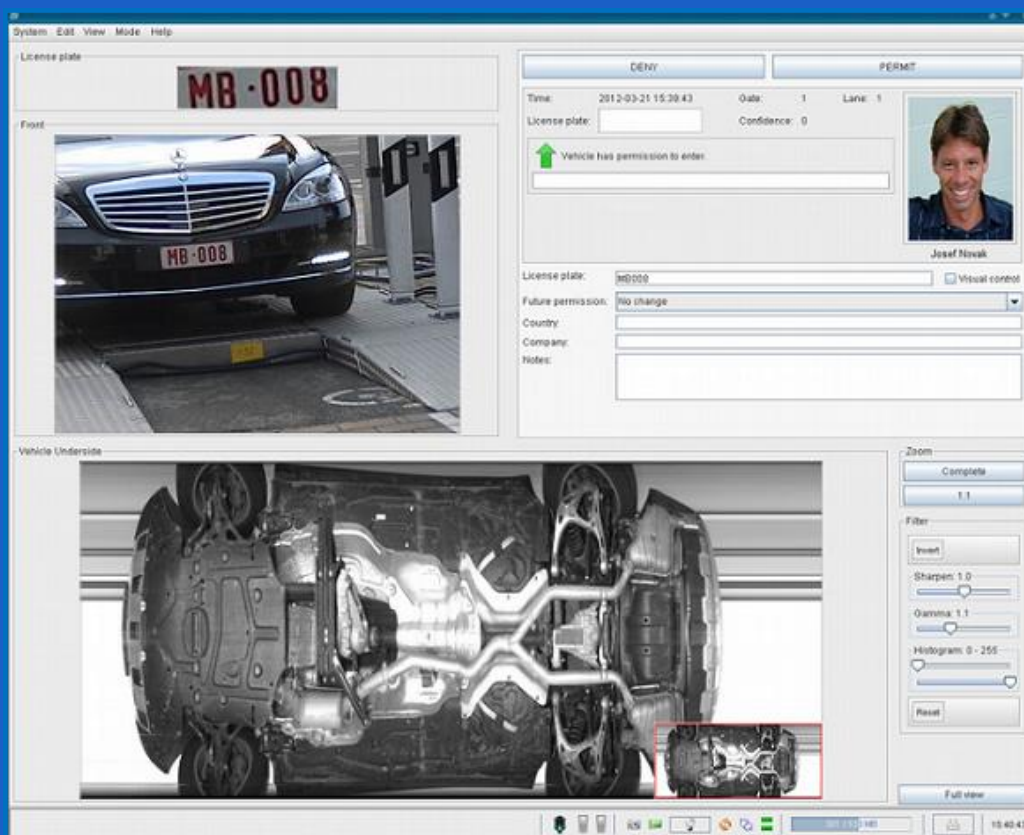 System Edit View Mode Help
License plate
MB·008
Front
MB·008
DENY PERMIT
Time: 2012-03-21 15:39:43 Gate: 1 Lane: 1
License plate: Confidence: 0
Vehicle has permission to enter.
Josef Novak
License plate: MB008 Visual control
Future permission: No change
Country:
Company:
Notes:
Vehicle Underside
Zoom
Complete
1:1
Filter
Invert
Sharpen: 1.0
Gamma: 1.1
Histogram: 0 - 255
Reset
Full view